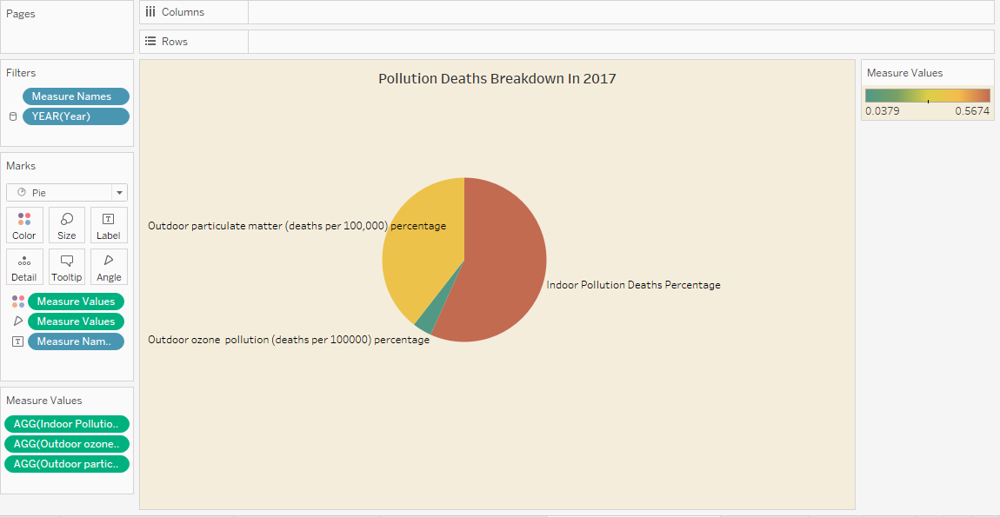 Pages
Columns
Rows
Filters
Measure Names
YEAR(Year)
Marks
Pie
Color
Size
Label
Detail
Tooltip
Angle
Measure Values
Measure Values
Measure Nam..
Measure Values
AGG(Indoor Pollutio..
AGG(Outdoor ozone..
AGG(Outdoor partic..
Pollution Deaths Breakdown In 2017
Outdoor particulate matter (deaths per 100,000) percentage
Indoor Pollution Deaths Percentage
Outdoor ozone  pollution (deaths per 100000) percentage
Measure Values
0.0379 0.5674